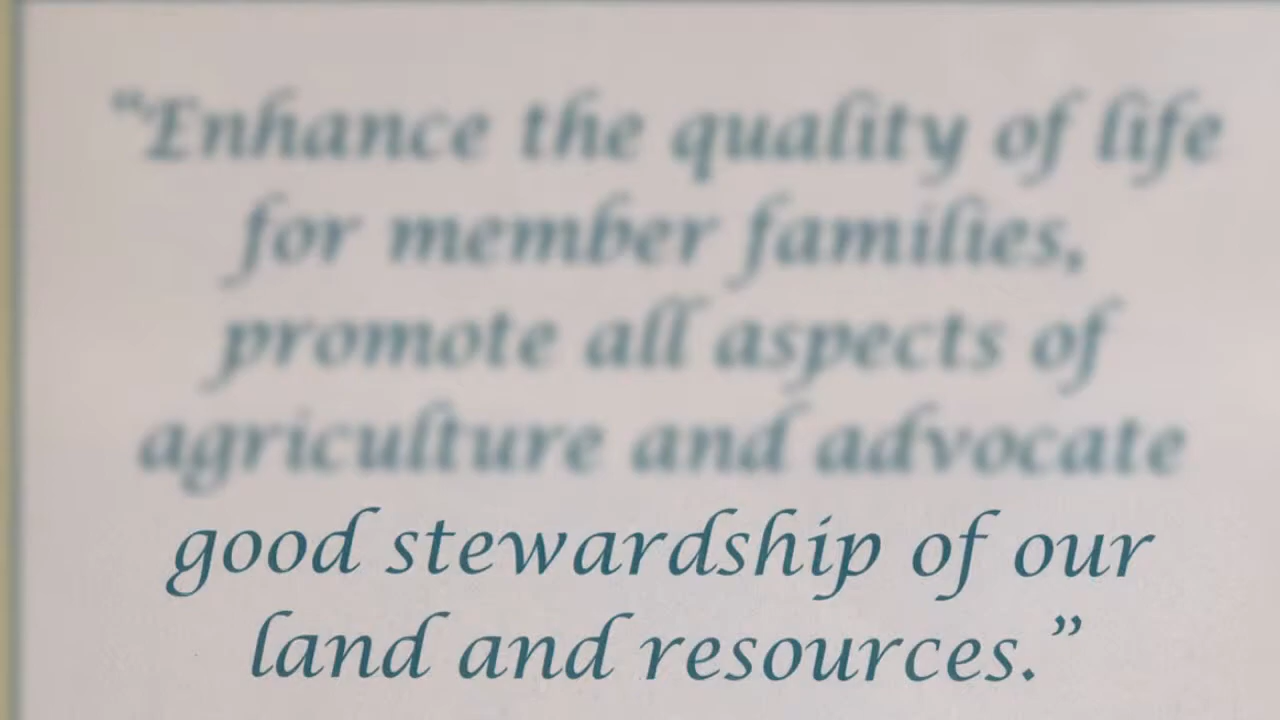 “Enhance the quality of life
for member families,
promote all aspects of
agriculture and advocate
good stewardship of our
land and resources.”